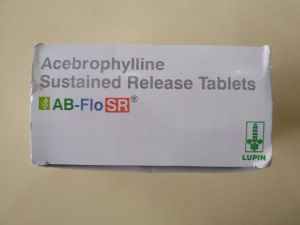 Acebrophylline
Sustained Release Tablets
AB-Flo SR®
LUPIN